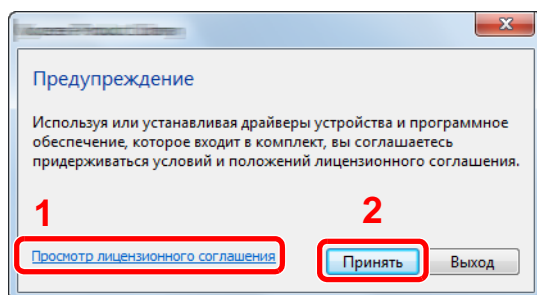 Предупреждение
Используя или устанавливая драйверы устройства и программное
обеспечение, которое входит в комплект, вы соглашаетесь
придерживаться условий и положений лицензионного соглашения.
1
2
Просмотр лицензионного соглашения
Принять
Выход